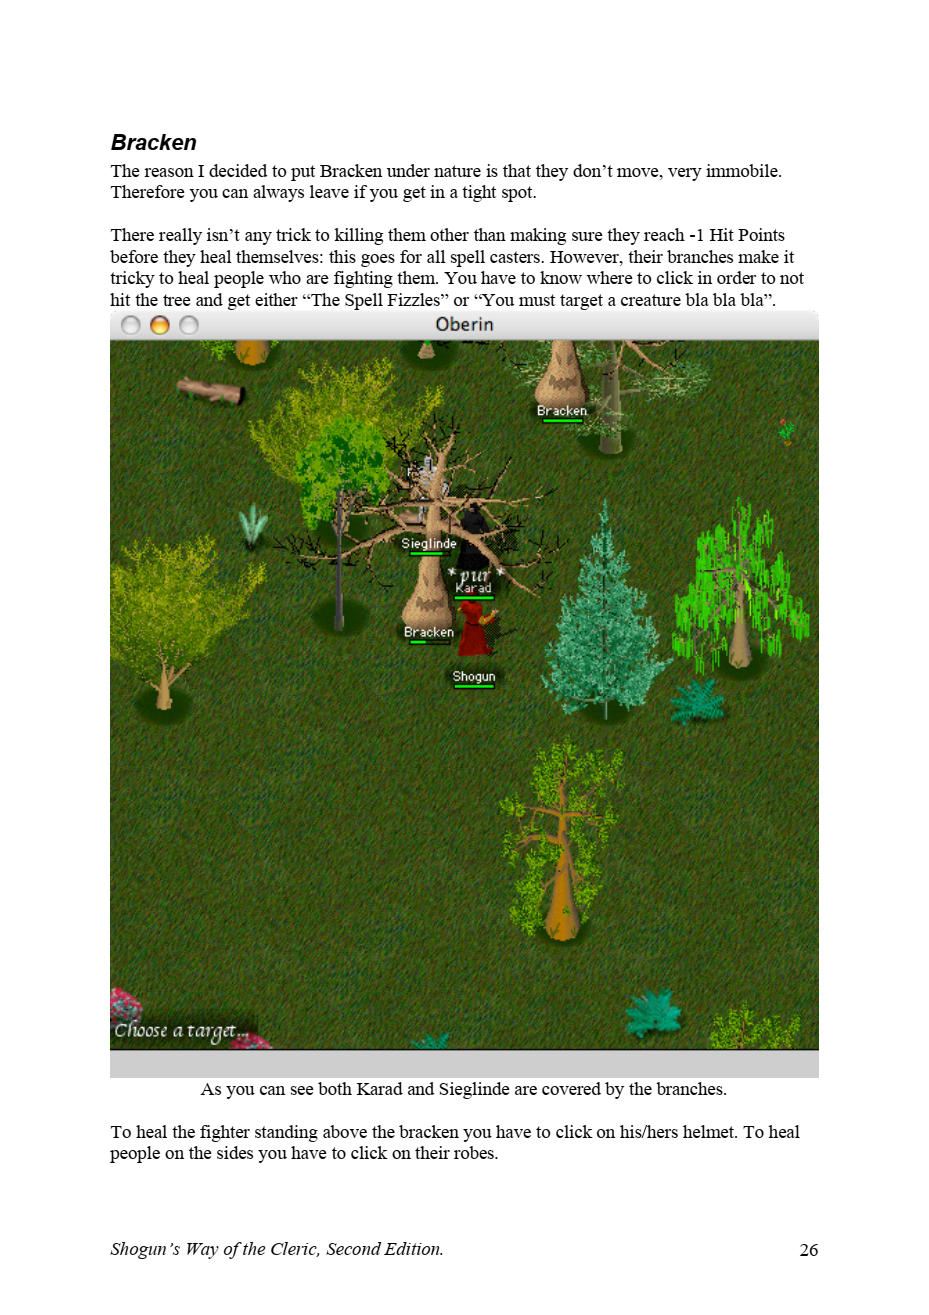 Bracken
The reason I decided to put Bracken under nature is that they don’t move, very immobile.
Therefore you can always leave if you get in a tight spot.
There really isn’t any trick to killing them other than making sure they reach -1 Hit Points
before they heal themselves: this goes for all spell casters. However, their branches make it
tricky to heal people who are fighting them. You have to know where to click in order to not
hit the tree and get either “The Spell Fizzles” or “You must target a creature bla bla bla”.
Oberin
Bracken
Sieglinde
*pur*
Karad
Bracken
Shogun
Choose a target...
As you can see both Karad and Sieglinde are covered by the branches.
To heal the fighter standing above the bracken you have to click on his/hers helmet. To heal
people on the sides you have to click on their robes.
Shogun’s Way of the Cleric, Second Edition.
26